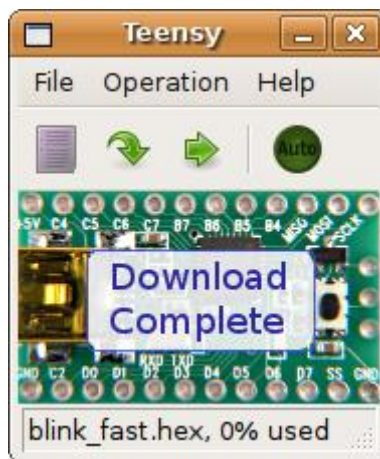 Teensy
File Operation Help
Auto
+5V C4 C5 C6 C7 B7 B6 B5 B4 MISO MOSI SCLK
Download
Complete
RXD TXD
GND C2 D0 D1 D2 D3 D4 D5 D6 D7 SS GND
blink_fast.hex, 0% used